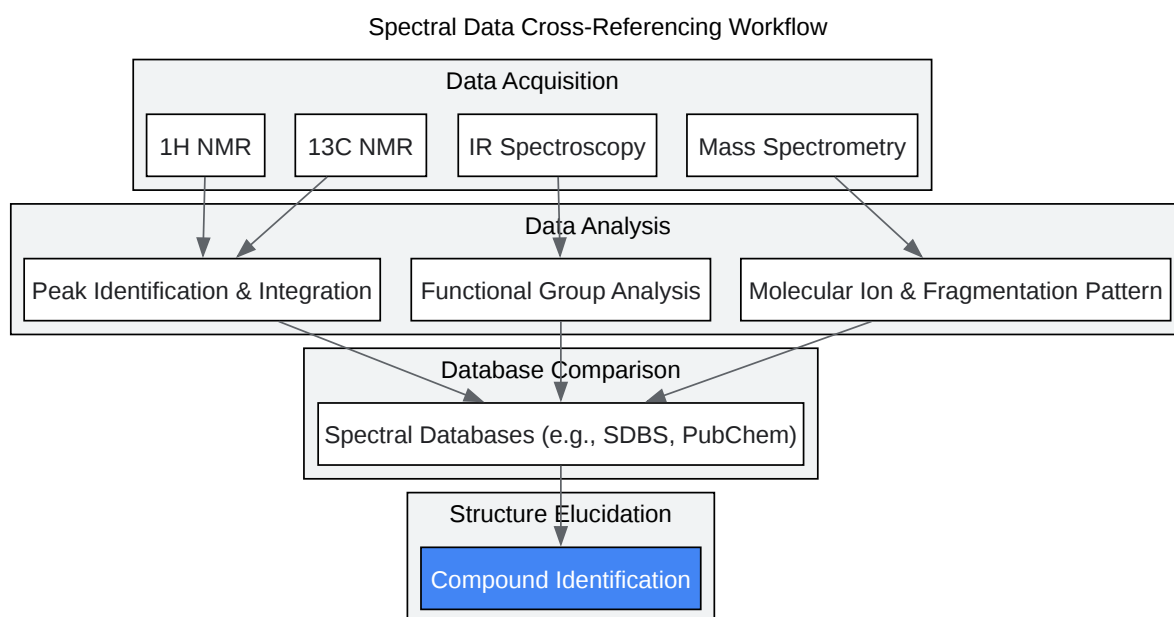 Spectral Data Cross-Referencing Workflow
Data Acquisition
1H NMR
13C NMR
IR Spectroscopy
Mass Spectrometry
Data Analysis
Peak Identification & Integration
Functional Group Analysis
Molecular Ion & Fragmentation Pattern
Database Comparison
Spectral Databases (e.g., SDBS, PubChem)
Structure Elucidation
Compound Identification